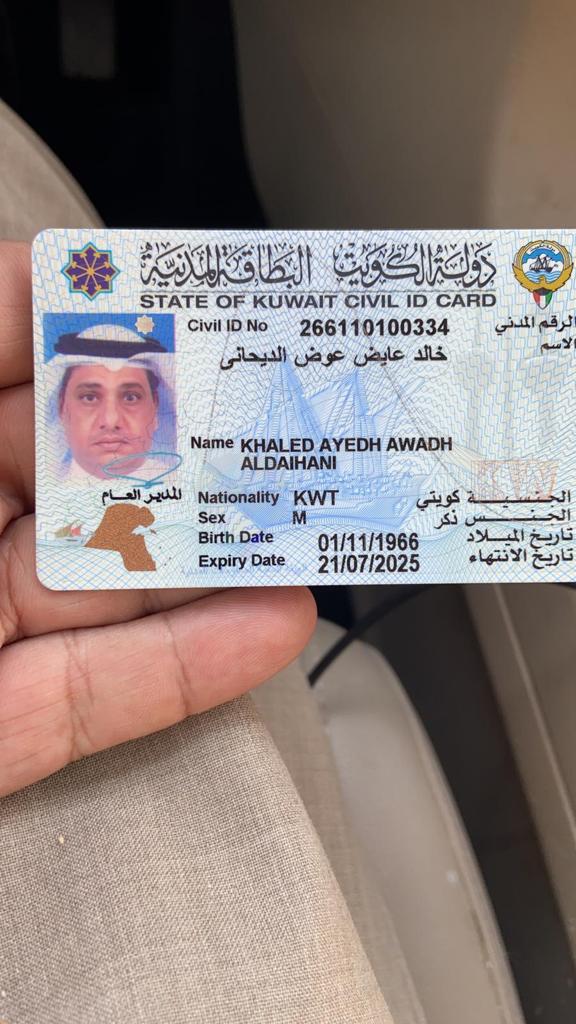 دولة الكويت البطاقة المدنية
STATE OF KUWAIT CIVIL ID CARD
Civil ID No 266110100334 الرقم المدني
الاسم
خالد عايض عوض الديحانى
Name KHALED AYEDH AWADH
ALDAIHANI
المدير العام
Nationality KWT الجنسية كويتي
Sex M الجنس ذكر
Birth Date 01/11/1966 تاريخ الميلاد
Expiry Date 21/07/2025 تاريخ الانتهاء